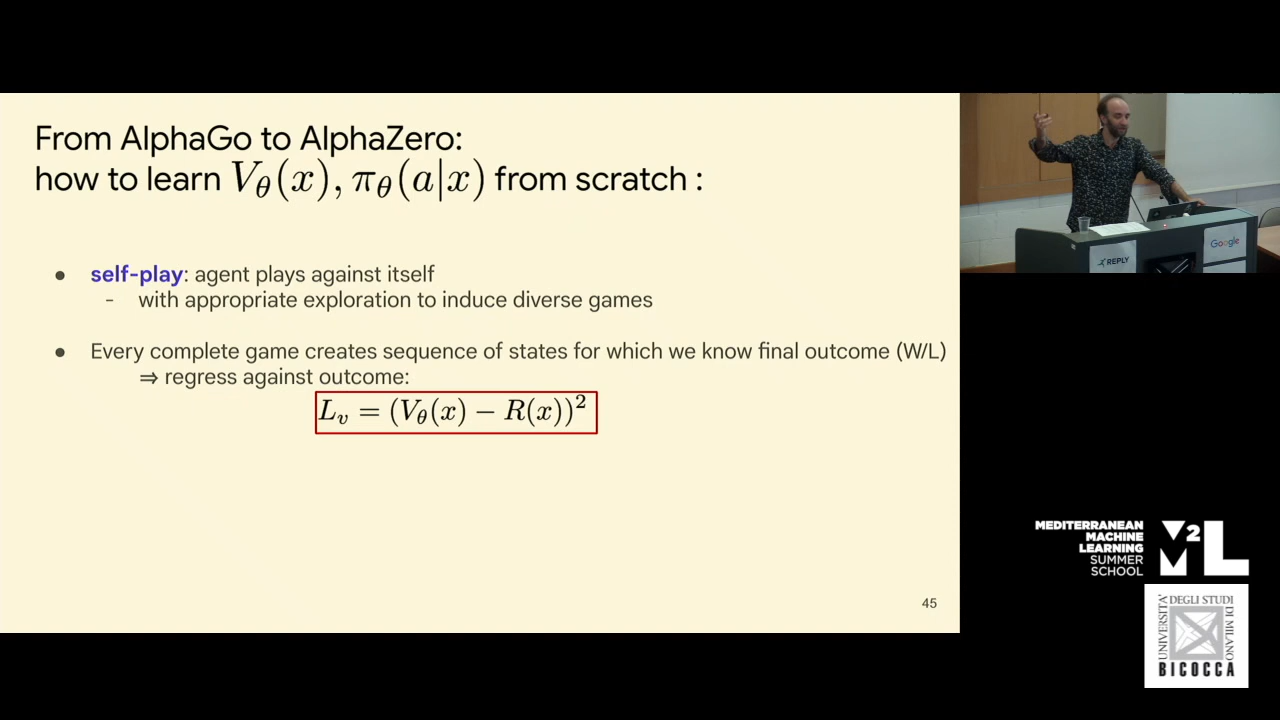 From AlphaGo to AlphaZero:
how to learn V_θ(x), π_θ(a|x) from scratch :
● self-play: agent plays against itself
- with appropriate exploration to induce diverse games
● Every complete game creates sequence of states for which we know final outcome (W/L)
⇒ regress against outcome:
L_v = (V_θ(x) − R(x))²
45
REPLY
Google
MEDITERRANEAN
MACHINE
LEARNING
SUMMER
SCHOOL
M²L
UNIVERSITA'
DEGLI STUDI
DI MILANO
BICOCCA